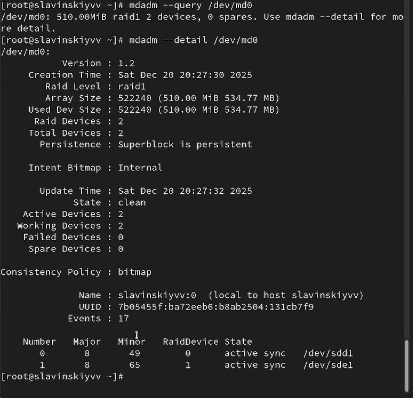 [root@slavinskiyvv ~]# mdadm --query /dev/md0
/dev/md0: 510.00MiB raid1 2 devices, 0 spares. Use mdadm --detail for mo
re detail.
[root@slavinskiyvv ~]# mdadm --detail /dev/md0
/dev/md0:
Version : 1.2
Creation Time : Sat Dec 20 20:27:30 2025
Raid Level : raid1
Array Size : 522240 (510.00 MiB 534.77 MB)
Used Dev Size : 522240 (510.00 MiB 534.77 MB)
Raid Devices : 2
Total Devices : 2
Persistence : Superblock is persistent
Intent Bitmap : Internal
Update Time : Sat Dec 20 20:27:32 2025
State : clean
Active Devices : 2
Working Devices : 2
Failed Devices : 0
Spare Devices : 0
Consistency Policy : bitmap
Name : slavinskiyvv:0 (local to host slavinskiyvv)
UUID : 7b05455f:ba72eeb6:b8ab2504:131cb7f9
Events : 17
Number Major Minor RaidDevice State
0 8 49 0 active sync /dev/sdd1
1 8 65 1 active sync /dev/sde1
[root@slavinskiyvv ~]#